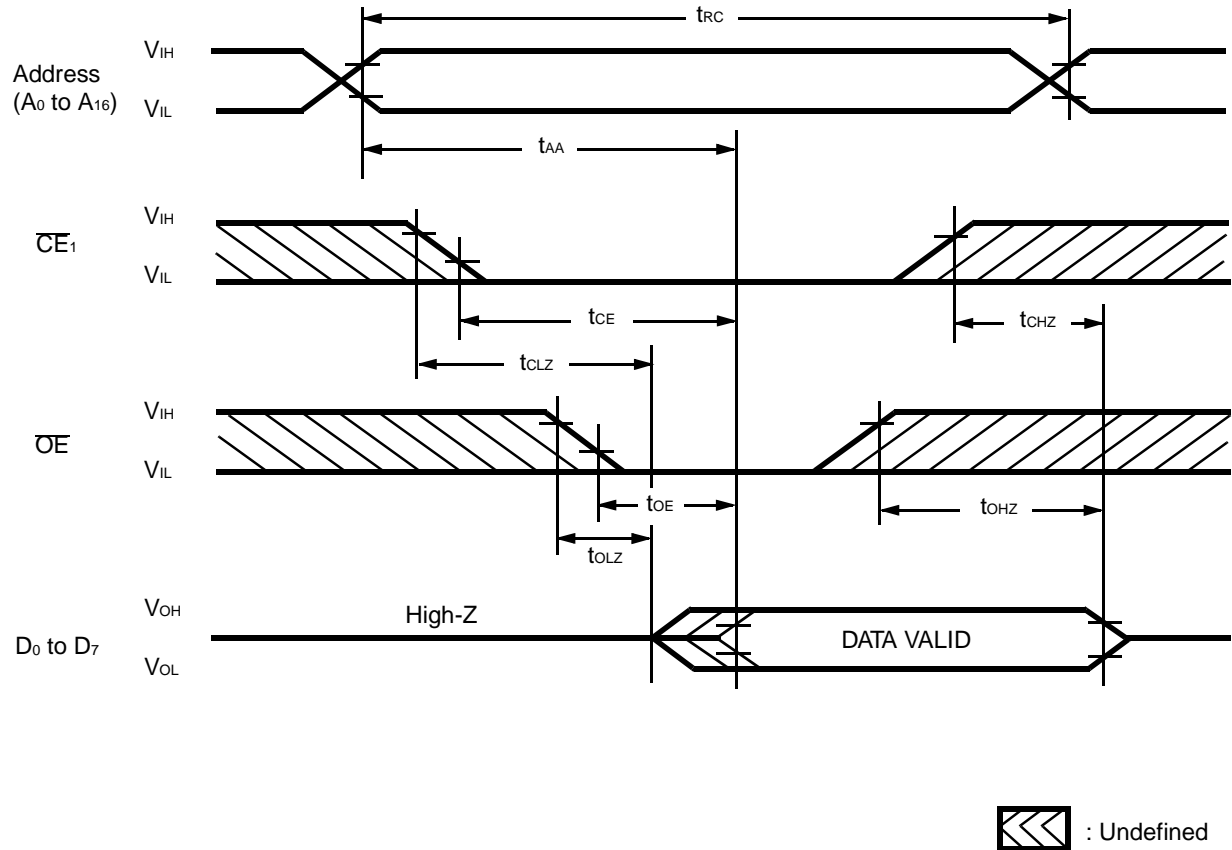 tRC
VIH
Address
(A0 to A16)
VIL
tAA
VIH
CE1
VIL
tCE
tCHZ
tCLZ
VIH
OE
VIL
tOE
tOHZ
tOLZ
VOH
High-Z
D0 to D7
DATA VALID
VOL
: Undefined